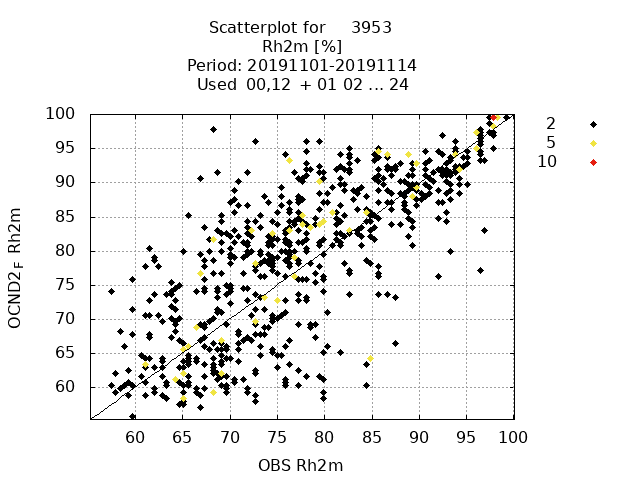 Scatterplot for 3953
Rh2m [%]
Period: 20191101-20191114
Used 00,12 + 01 02 ... 24
2
5
10
100
95
90
85
80
75
70
65
60
OCND2_F Rh2m
60 65 70 75 80 85 90 95 100
OBS Rh2m